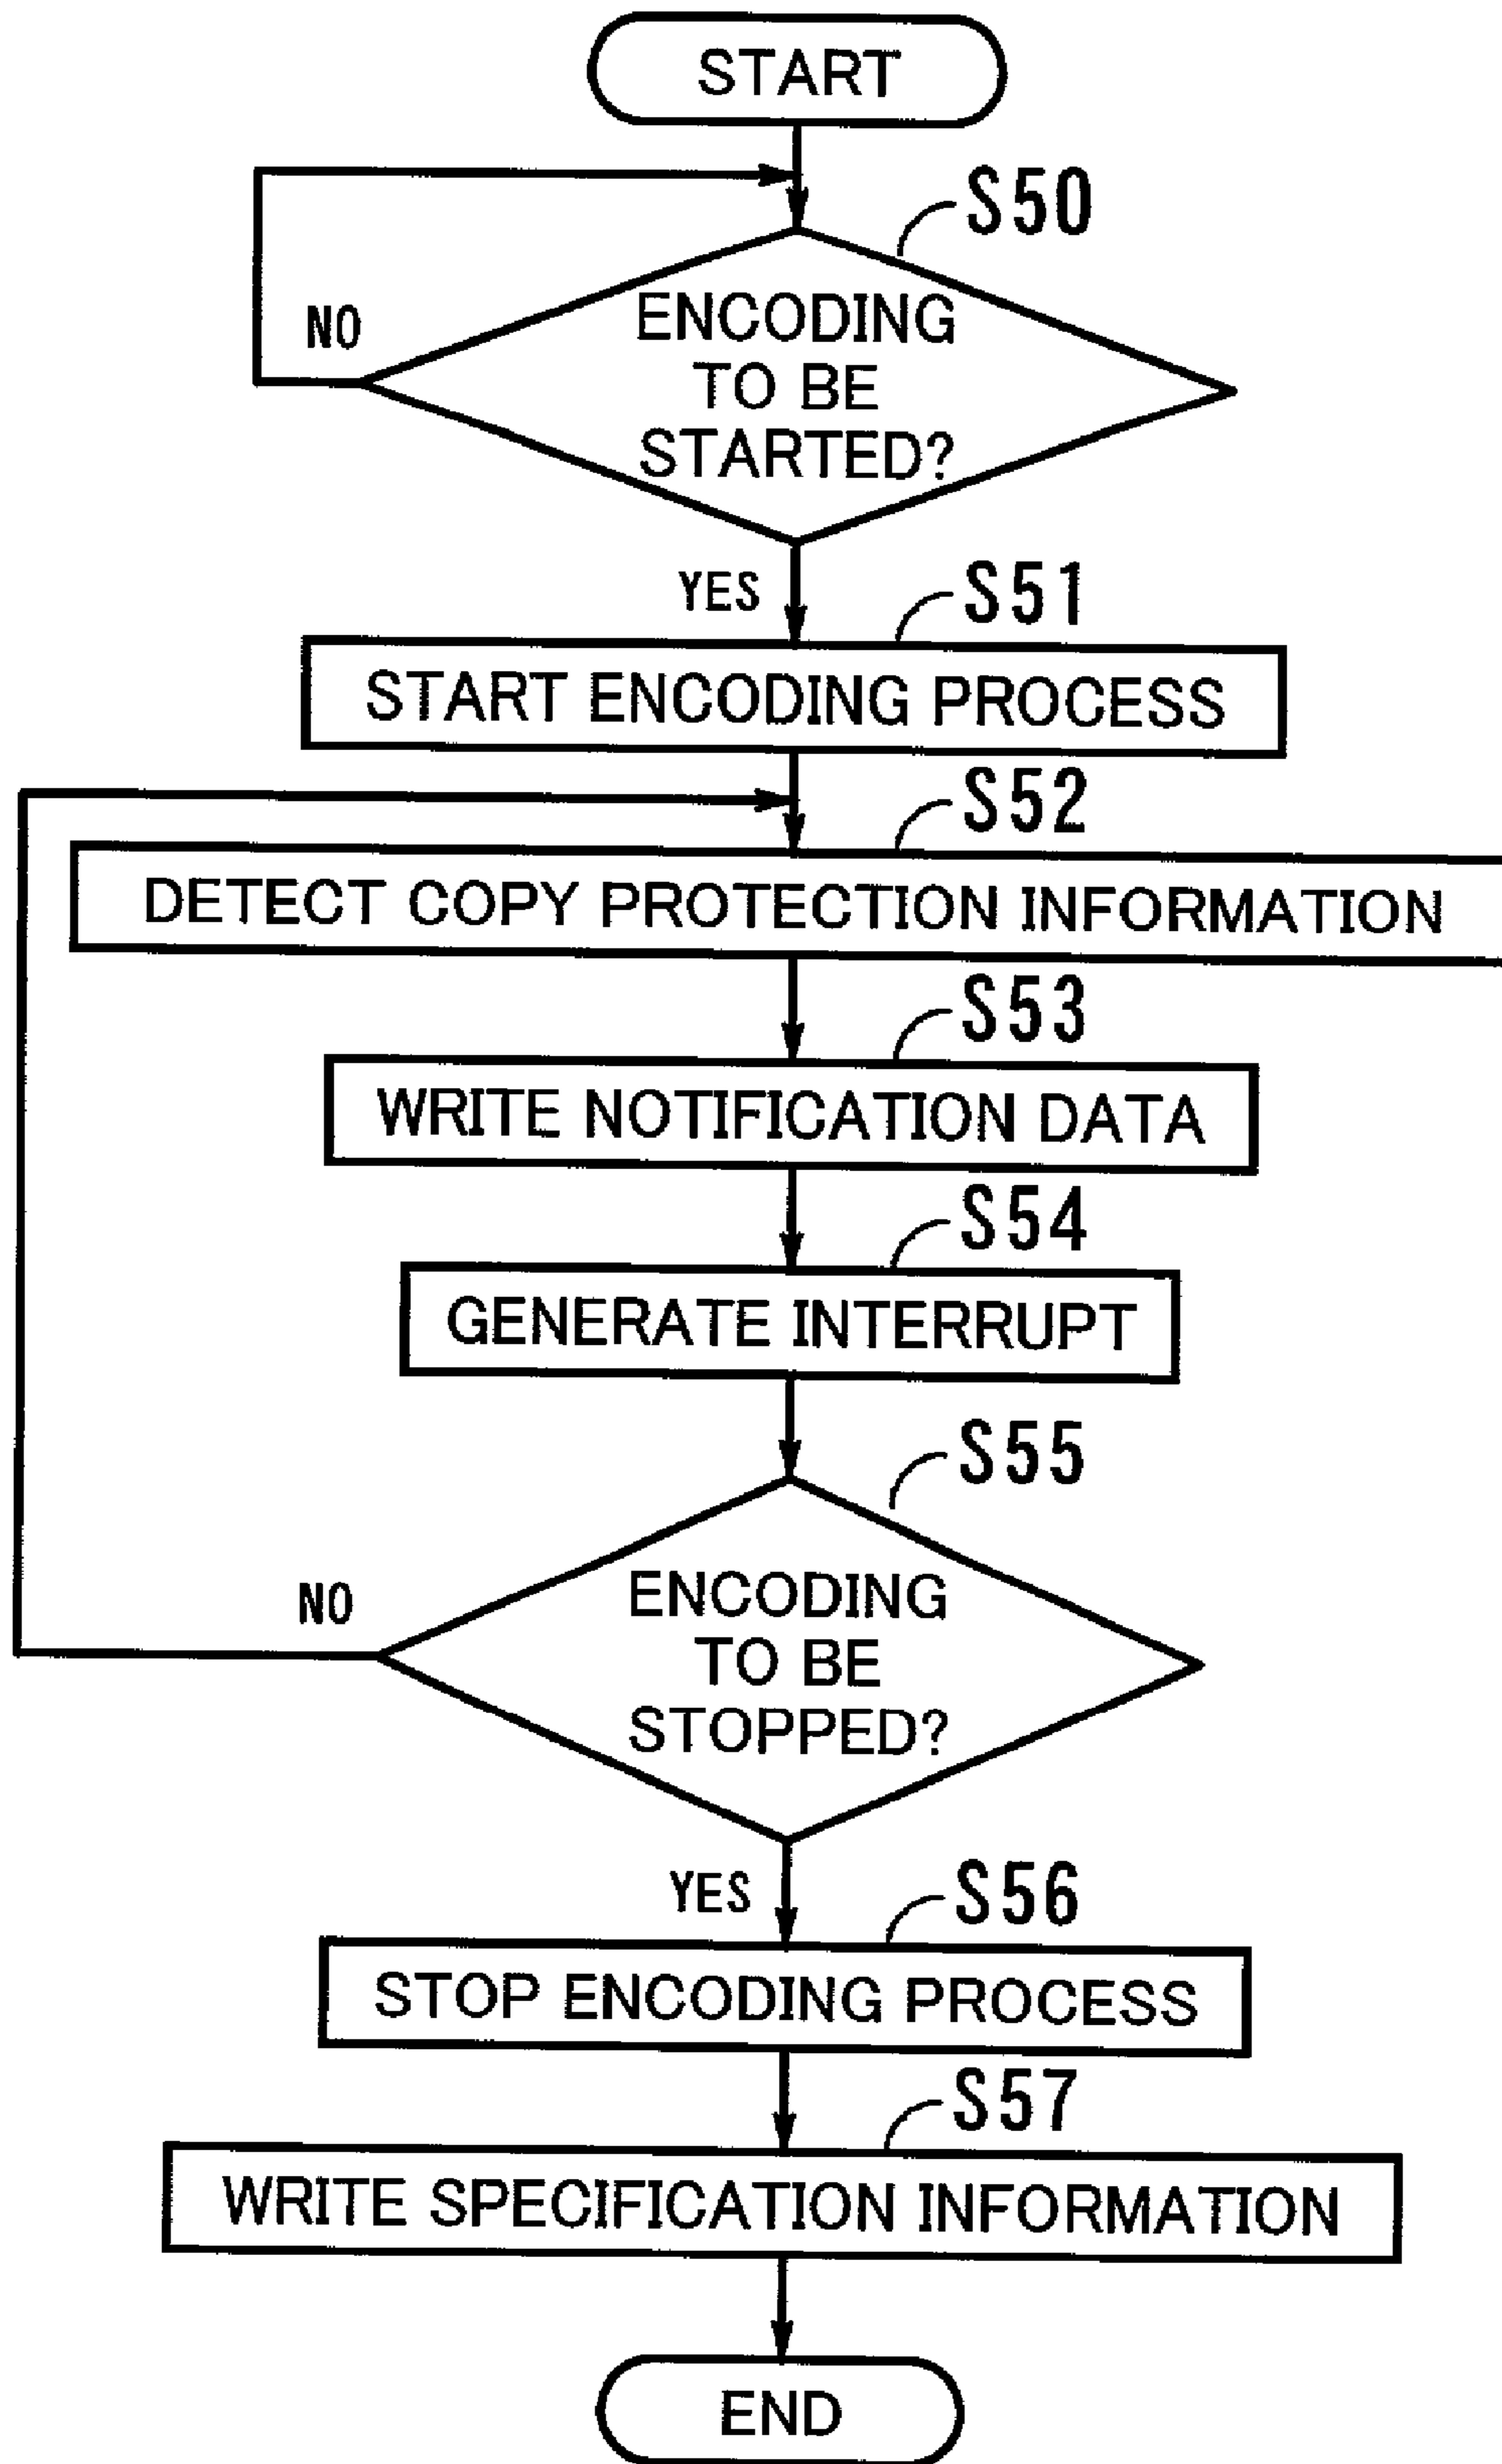 START
S50
NO
ENCODING
TO BE
STARTED?
YES
S51
START ENCODING PROCESS
S52
DETECT COPY PROTECTION INFORMATION
S53
WRITE NOTIFICATION DATA
S54
GENERATE INTERRUPT
S55
NO
ENCODING
TO BE
STOPPED?
YES
S56
STOP ENCODING PROCESS
S57
WRITE SPECIFICATION INFORMATION
END